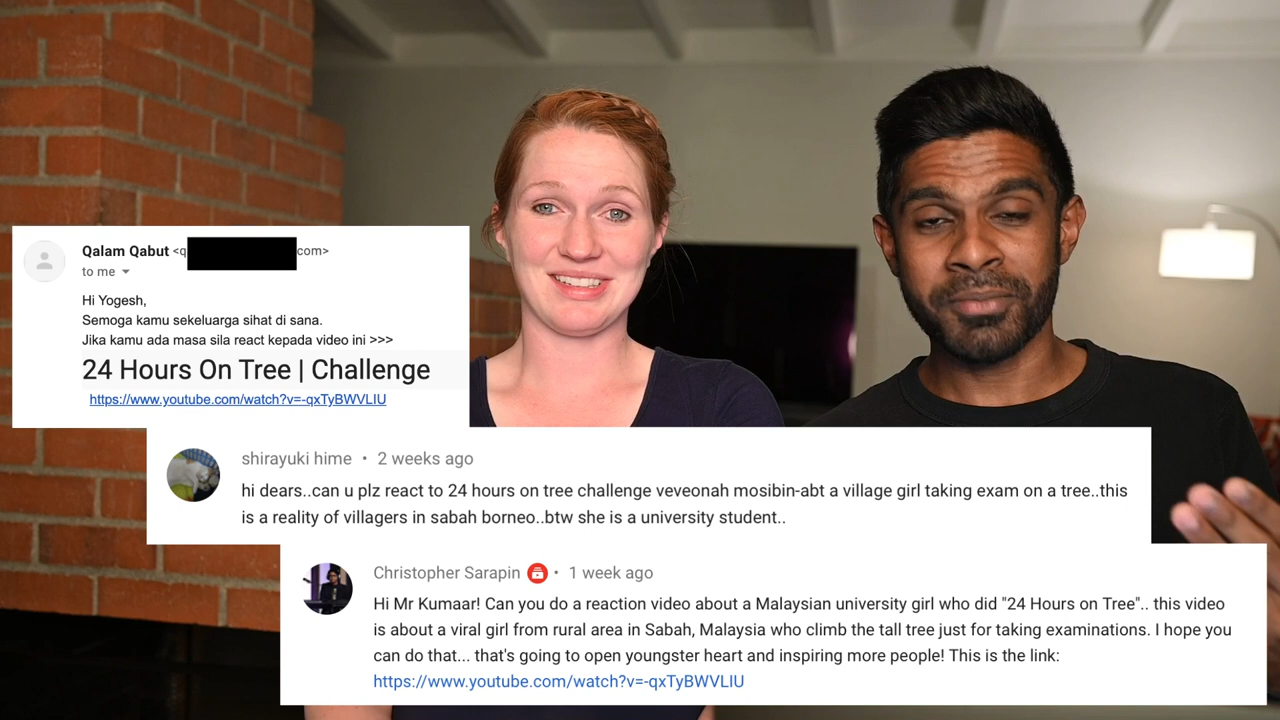 Qalam Qabut <q com>
to me
Hi Yogesh,
Semoga kamu sekeluarga sihat di sana.
Jika kamu ada masa sila react kepada video ini >>>
24 Hours On Tree | Challenge
https://www.youtube.com/watch?v=-qxTyBWVLIU
shirayuki hime • 2 weeks ago
hi dears..can u plz react to 24 hours on tree challenge veveonah mosibin-abt a village girl taking exam on a tree..this
is a reality of villagers in sabah borneo..btw she is a university student..
Christopher Sarapin • 1 week ago
Hi Mr Kumaar! Can you do a reaction video about a Malaysian university girl who did "24 Hours on Tree".. this video
is about a viral girl from rural area in Sabah, Malaysia who climb the tall tree just for taking examinations. I hope you
can do that... that's going to open youngster heart and inspiring more people! This is the link:
https://www.youtube.com/watch?v=-qxTyBWVLIU